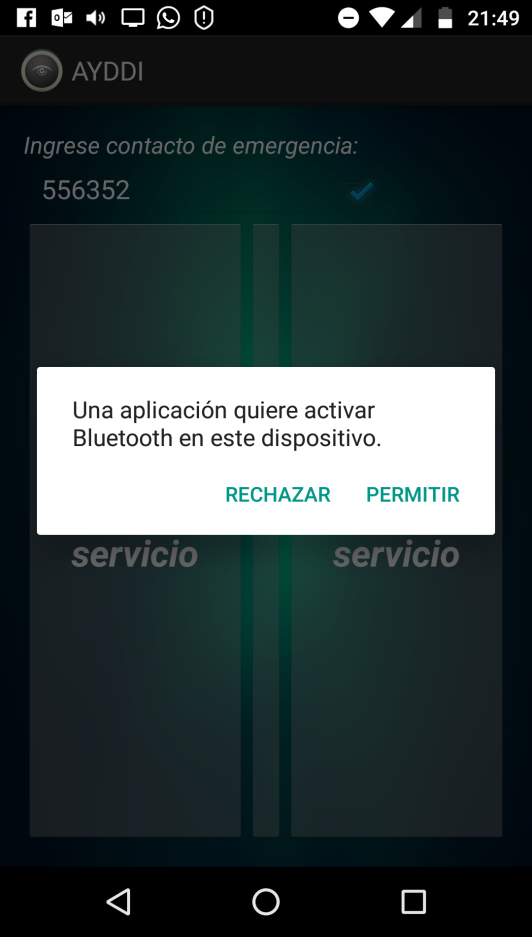 21:49
AYDDI
Ingrese contacto de emergencia:
556352
Una aplicación quiere activar
Bluetooth en este dispositivo.
RECHAZAR PERMITIR
servicio servicio